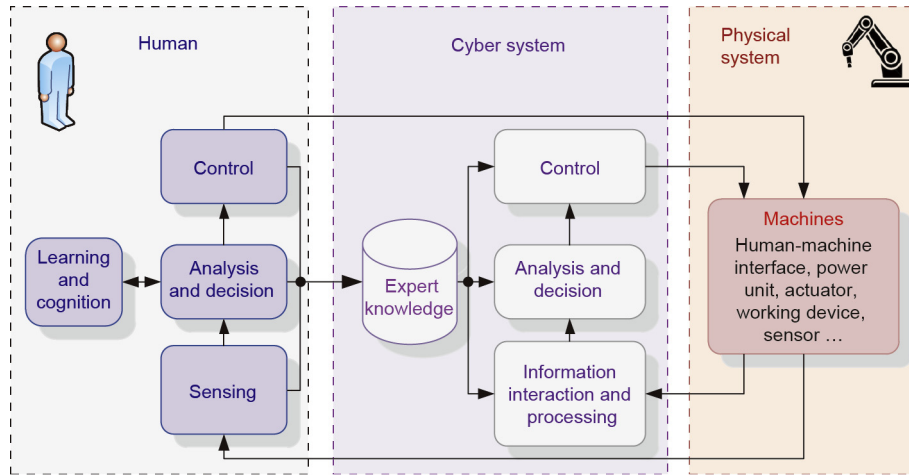 Human
Cyber system
Physical
system
Control
Control
Machines
Human-machine
interface, power
unit, actuator,
working device,
sensor ...
Learning
and
cognition
Analysis
and decision
Expert
knowledge
Analysis and
decision
Sensing
Information
interaction and
processing